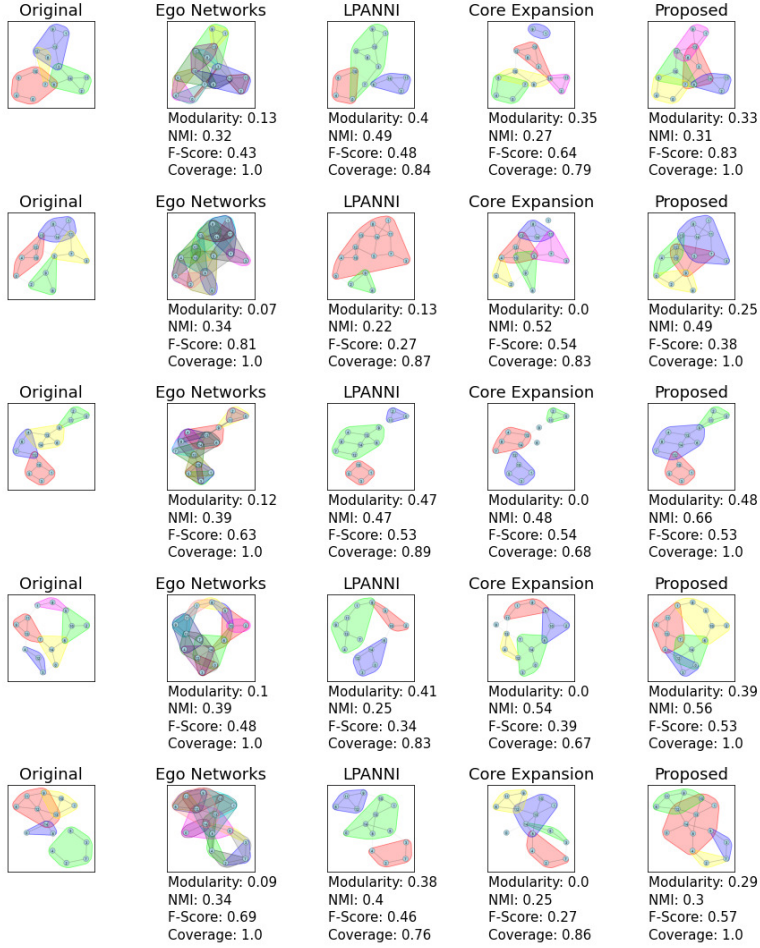 Original Ego Networks LPANNI Core Expansion Proposed
Modularity: 0.13 Modularity: 0.4 Modularity: 0.35 Modularity: 0.33
NMI: 0.32 NMI: 0.49 NMI: 0.27 NMI: 0.31
F-Score: 0.43 F-Score: 0.48 F-Score: 0.64 F-Score: 0.83
Coverage: 1.0 Coverage: 0.84 Coverage: 0.79 Coverage: 1.0
Original Ego Networks LPANNI Core Expansion Proposed
Modularity: 0.07 Modularity: 0.13 Modularity: 0.0 Modularity: 0.25
NMI: 0.34 NMI: 0.22 NMI: 0.52 NMI: 0.49
F-Score: 0.81 F-Score: 0.27 F-Score: 0.54 F-Score: 0.38
Coverage: 1.0 Coverage: 0.87 Coverage: 0.83 Coverage: 1.0
Original Ego Networks LPANNI Core Expansion Proposed
Modularity: 0.12 Modularity: 0.47 Modularity: 0.0 Modularity: 0.48
NMI: 0.39 NMI: 0.47 NMI: 0.48 NMI: 0.66
F-Score: 0.63 F-Score: 0.53 F-Score: 0.54 F-Score: 0.53
Coverage: 1.0 Coverage: 0.89 Coverage: 0.68 Coverage: 1.0
Original Ego Networks LPANNI Core Expansion Proposed
Modularity: 0.1 Modularity: 0.41 Modularity: 0.0 Modularity: 0.39
NMI: 0.39 NMI: 0.25 NMI: 0.54 NMI: 0.56
F-Score: 0.48 F-Score: 0.34 F-Score: 0.39 F-Score: 0.53
Coverage: 1.0 Coverage: 0.83 Coverage: 0.67 Coverage: 1.0
Original Ego Networks LPANNI Core Expansion Proposed
Modularity: 0.09 Modularity: 0.38 Modularity: 0.0 Modularity: 0.29
NMI: 0.34 NMI: 0.4 NMI: 0.25 NMI: 0.3
F-Score: 0.69 F-Score: 0.46 F-Score: 0.27 F-Score: 0.57
Coverage: 1.0 Coverage: 0.76 Coverage: 0.86 Coverage: 1.0